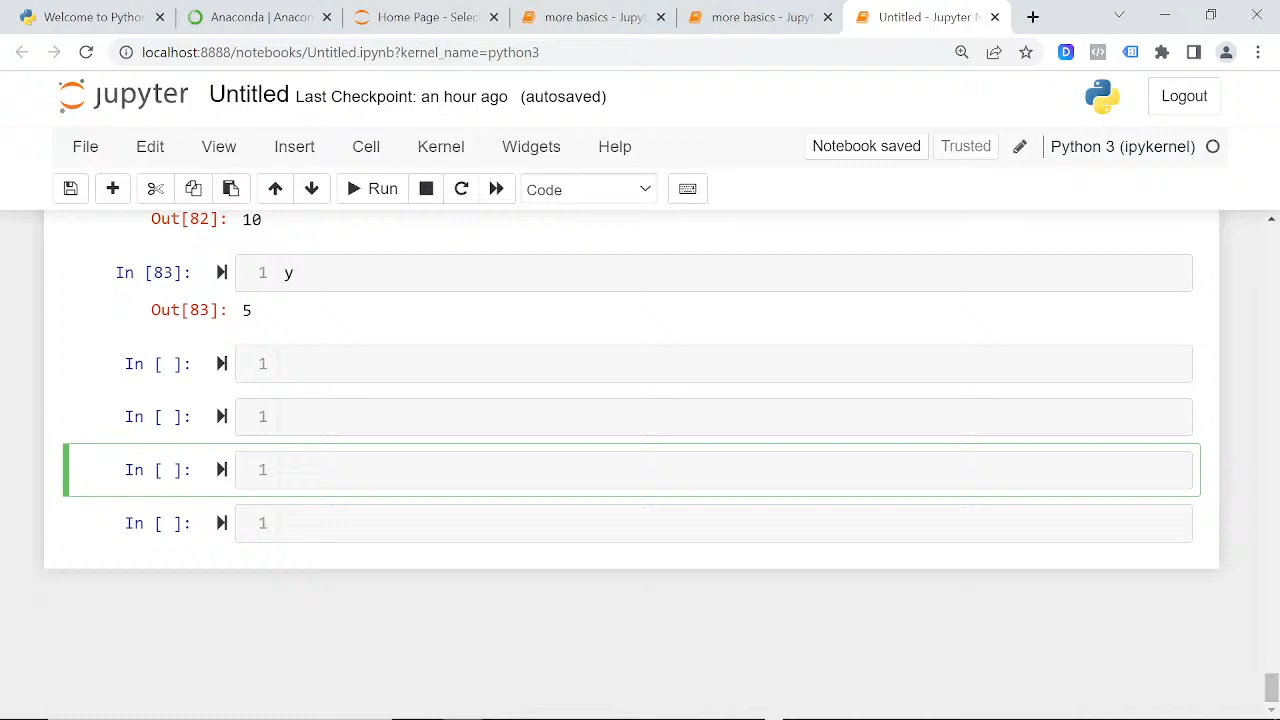 Welcome to Python
Anaconda | Anacon
Home Page - Se
more basics - Jupyt
more basics - Jupyt
Untitled - Jupyter N
localhost:8888/notebooks/Untitled.ipynb?kernel_name=python3
jupyter Untitled Last Checkpoint: an hour ago (autosaved)
Logout
File Edit View Insert Cell Kernel Widgets Help
Notebook saved Trusted Python 3 (ipykernel)
Run Code
Out[82]: 10
In [83]: 1 y
Out[83]: 5
In [ ]: 1
In [ ]: 1
In [ ]: 1
In [ ]: 1